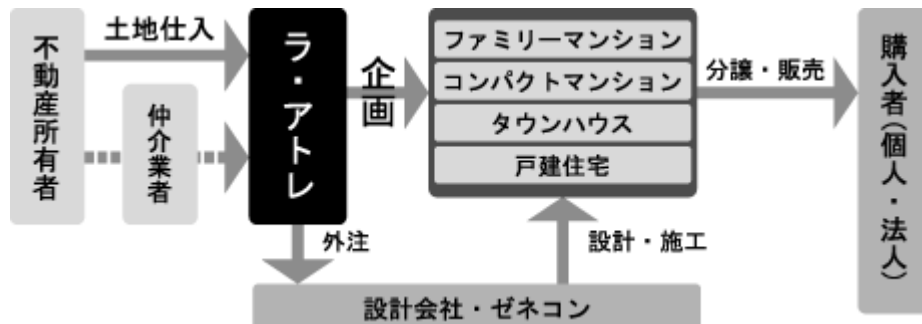 不動産所有者
土地仕入
仲介業者
ラ・アトレ
企画
ファミリーマンション
コンパクトマンション
タウンハウス
戸建住宅
分譲・販売
購入者(個人・法人)
外注
設計・施工
設計会社・ゼネコン